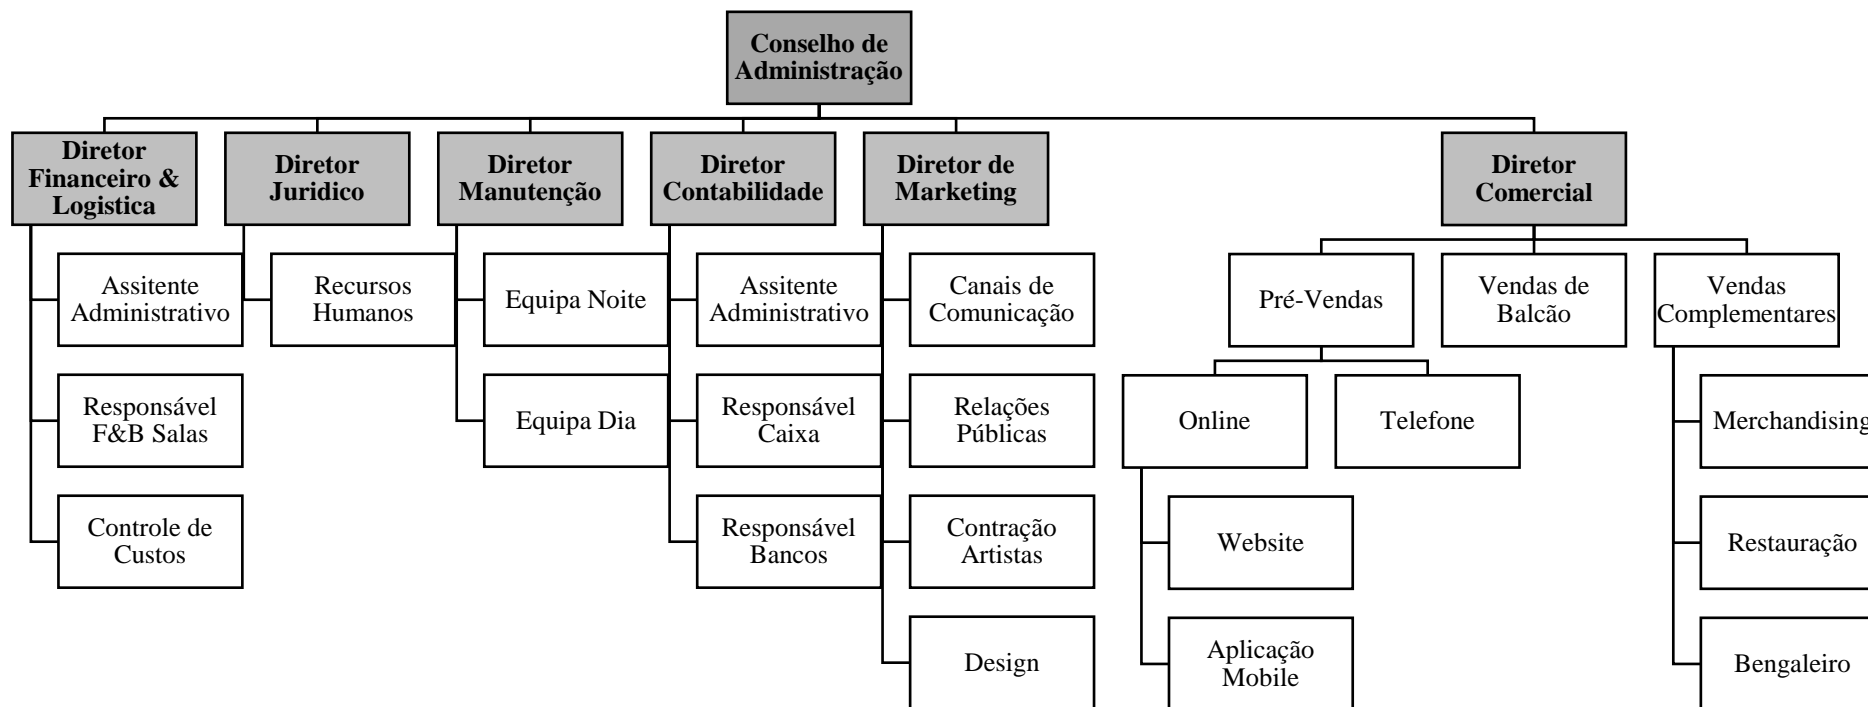 Conselho de
Administração
Diretor
Financeiro &
Logistica
Diretor
Juridico
Diretor
Manutenção
Diretor
Contabilidade
Diretor de
Marketing
Diretor
Comercial
Assitente
Administrativo
Recursos
Humanos
Equipa Noite
Assitente
Administrativo
Canais de
Comunicação
Pré-Vendas
Vendas de
Balcão
Vendas
Complementares
Responsável
F&B Salas
Equipa Dia
Responsável
Caixa
Relações
Públicas
Online
Telefone
Merchandising
Controle de
Custos
Responsável
Bancos
Contração
Artistas
Website
Restauração
Design
Aplicação
Mobile
Bengaleiro